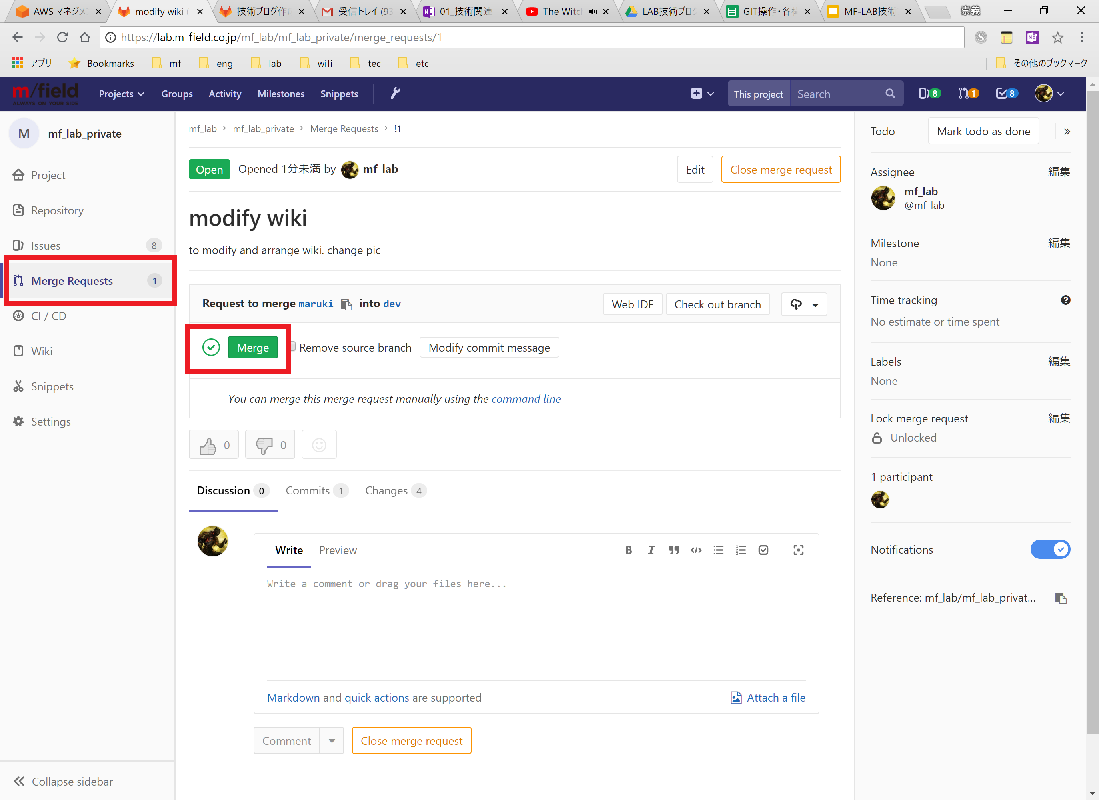 AWS マネジメ
modify wiki
技術ブログ作
受信トレイ (9
01_技術関連
The Witch
LAB技術ブロ
GIT操作・各
MF-LAB技術
https://lab.m-field.co.jp/mf_lab/mf_lab_private/merge_requests/1
アプリ Bookmarks mf eng lab wifi tec etc その他のブックマーク
m/field Projects Groups Activity Milestones Snippets This project Search 8 1 8
M mf_lab_private
Project
Repository
Issues 8
Merge Requests 1
CI / CD
Wiki
Snippets
Settings
Collapse sidebar
mf_lab › mf_lab_private › Merge Requests › !1
Open Opened 1分未満 by mf_lab Edit Close merge request
modify wiki
to modify and arrange wiki. change pic
Request to merge maruki into dev Web IDE Check out branch
Merge Remove source branch Modify commit message
You can merge this merge request manually using the command line
0 0
Discussion 0 Commits 1 Changes 4
Write Preview
Write a comment or drag your files here...
Markdown and quick actions are supported Attach a file
Comment Close merge request
Todo Mark todo as done »
Assignee 編集
mf_lab
@mf_lab
Milestone 編集
None
Time tracking
No estimate or time spent
Labels 編集
None
Lock merge request 編集
Unlocked
1 participant
Notifications
Reference: mf_lab/mf_lab_privat...